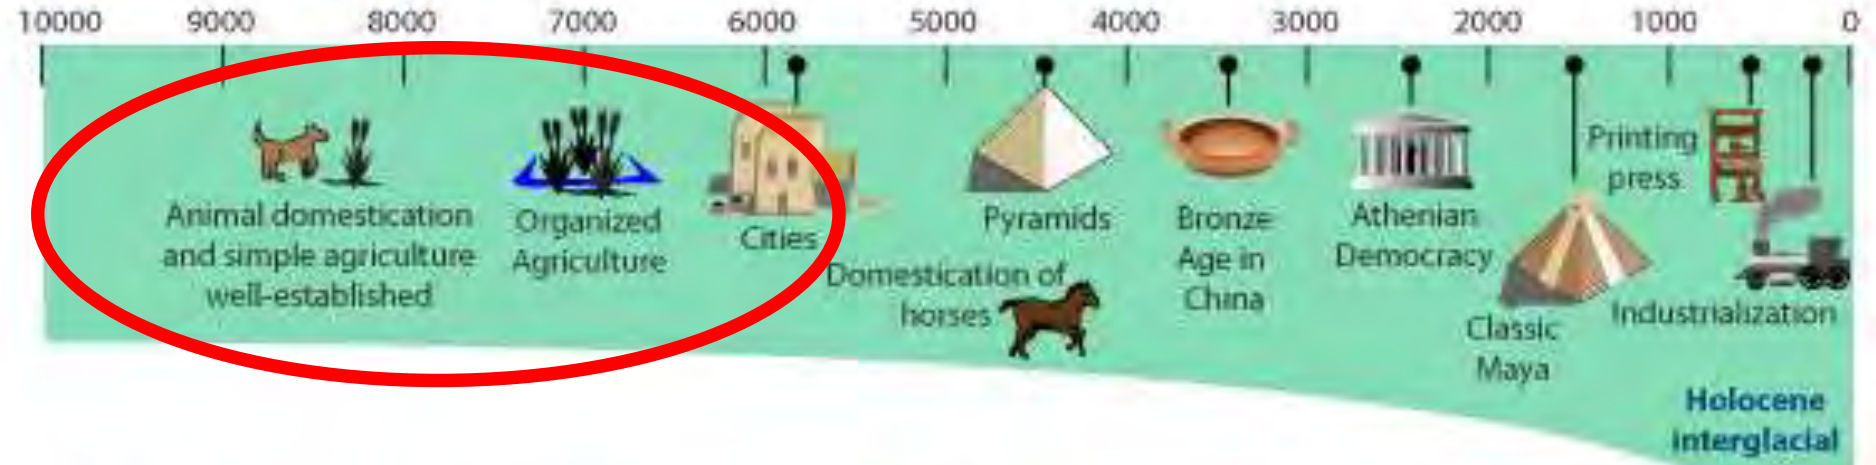 10000 9000 8000 7000 6000 5000 4000 3000 2000 1000 0
Animal domestication
and simple agriculture
well-established
Organized
Agriculture
Cities
Domestication of
horses
Pyramids
Bronze
Age in
China
Athenian
Democracy
Classic
Maya
Printing
press
Industrialization
Holocene
interglacial